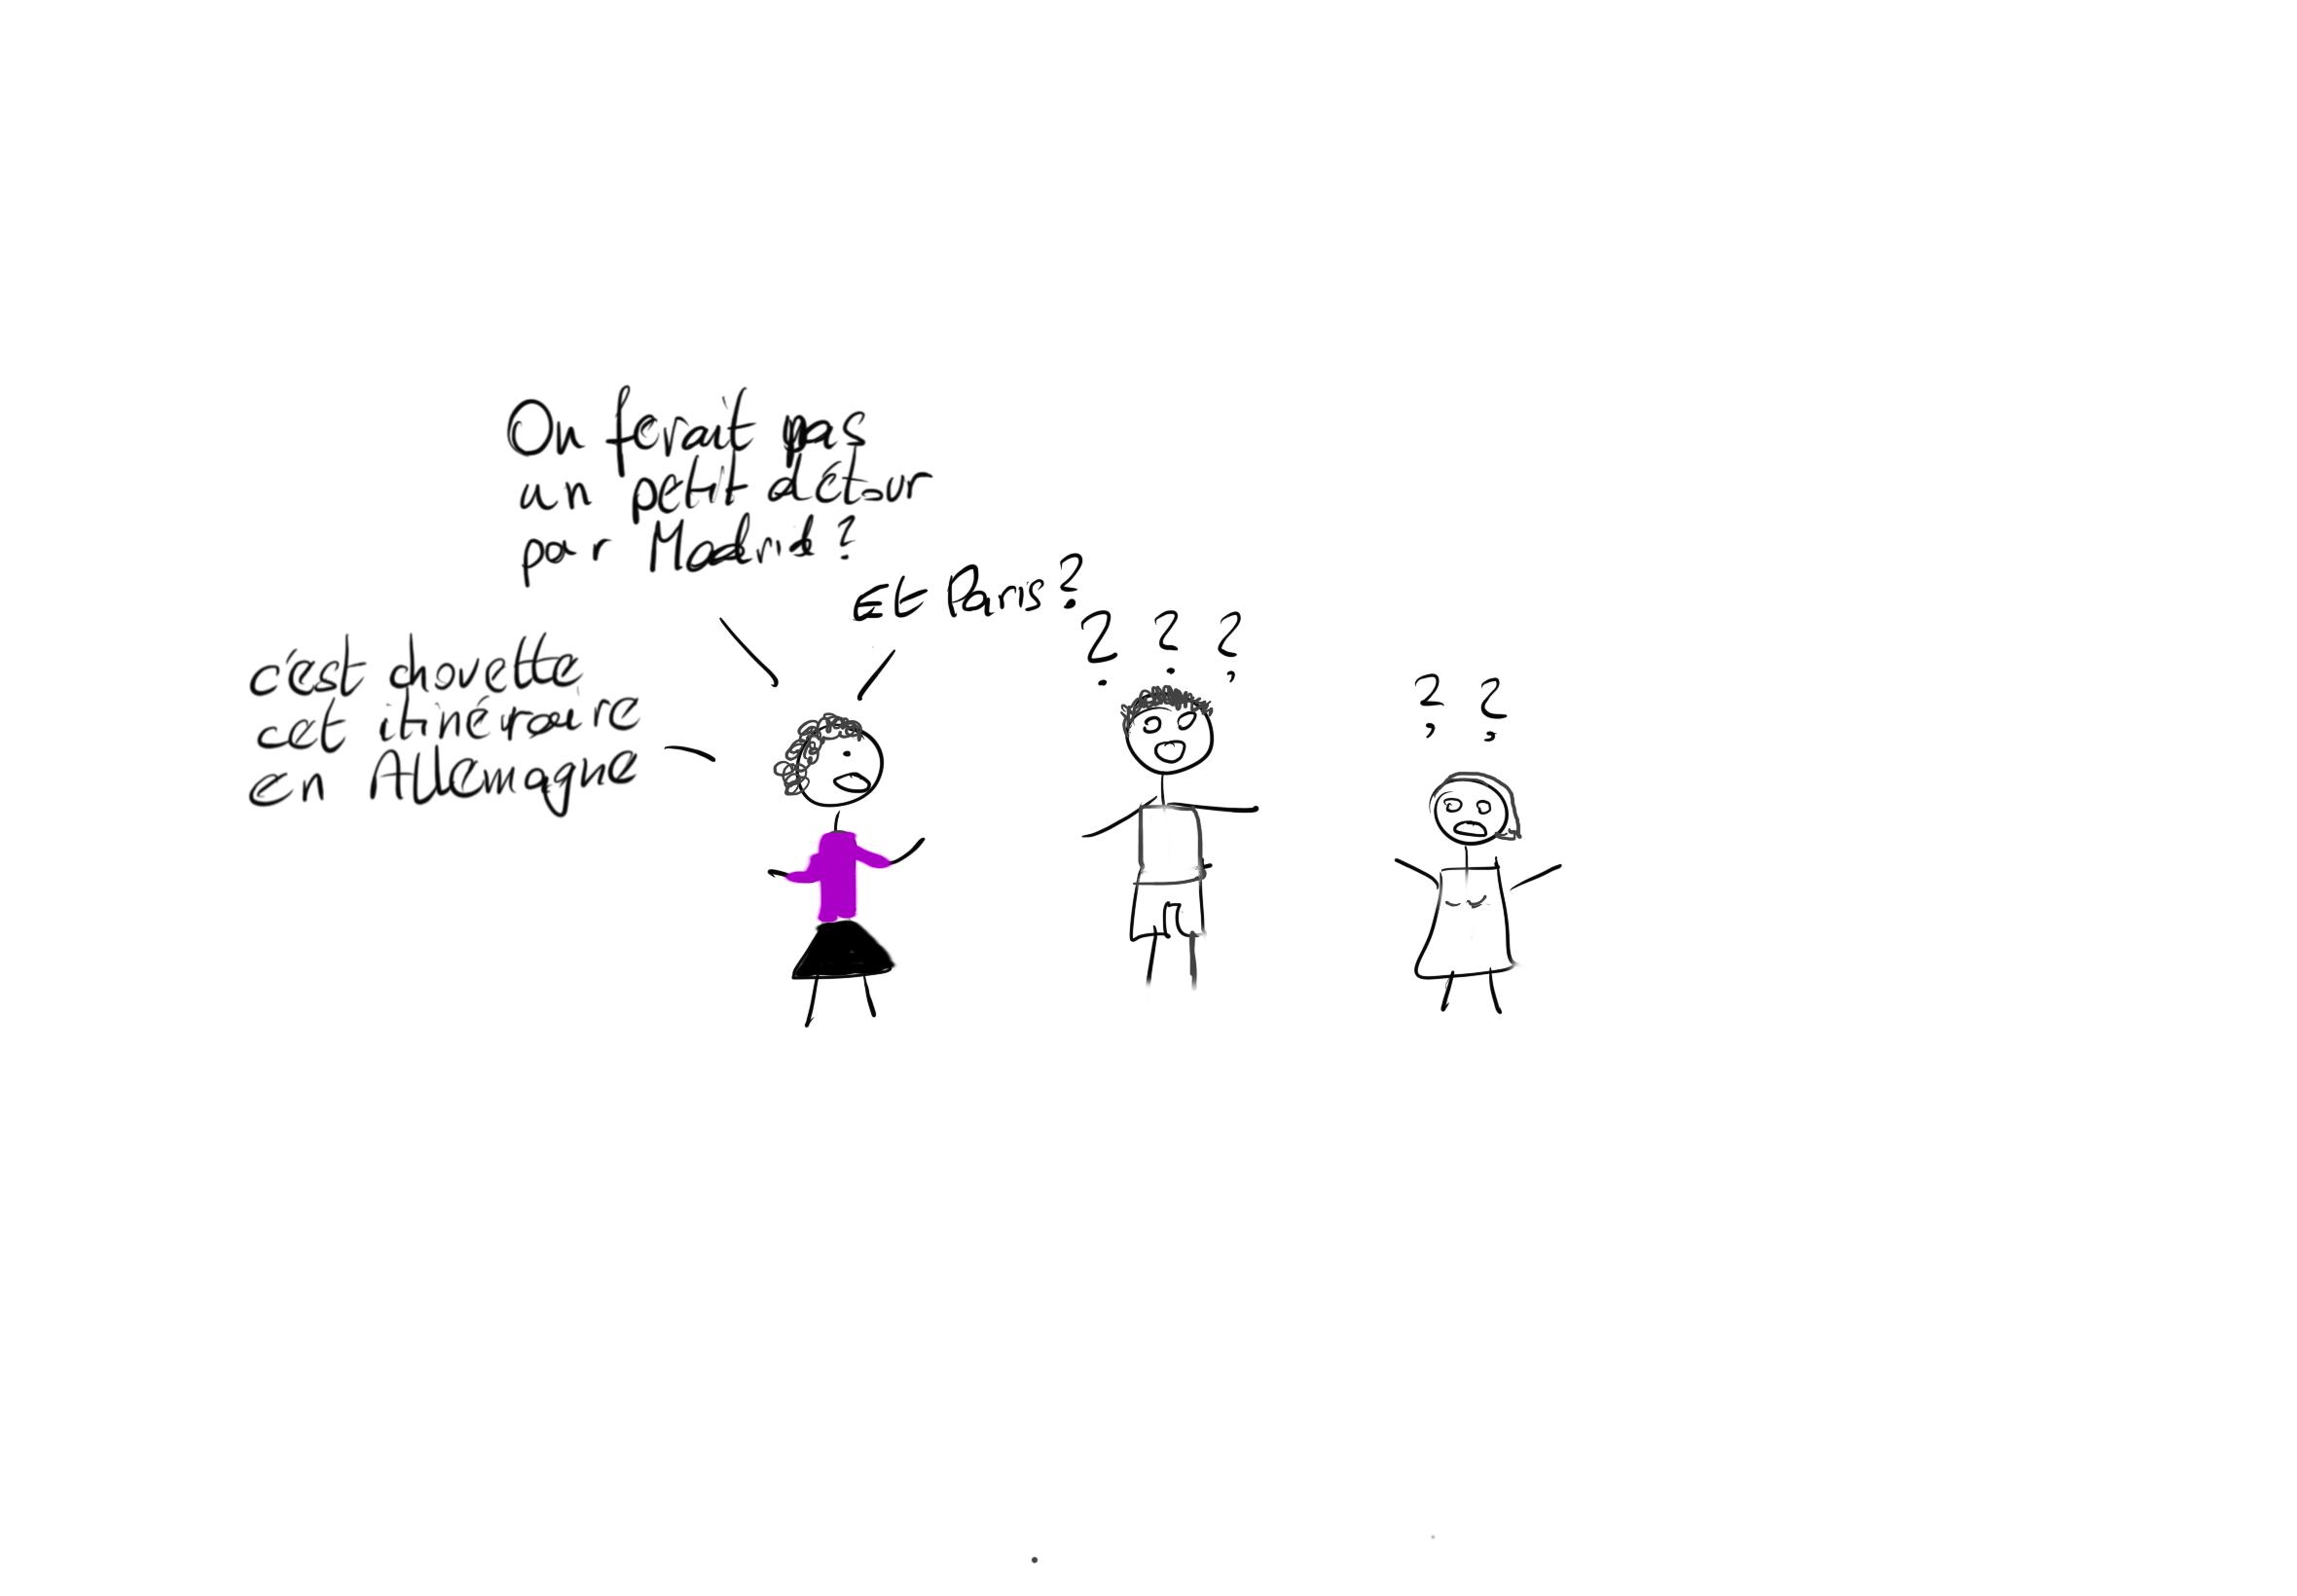 On ferait pas
un petit détour
par Madrid ?
Et Paris ?
? ? ?
? ?
c'est chouette
cet itinéraire
en Allemagne